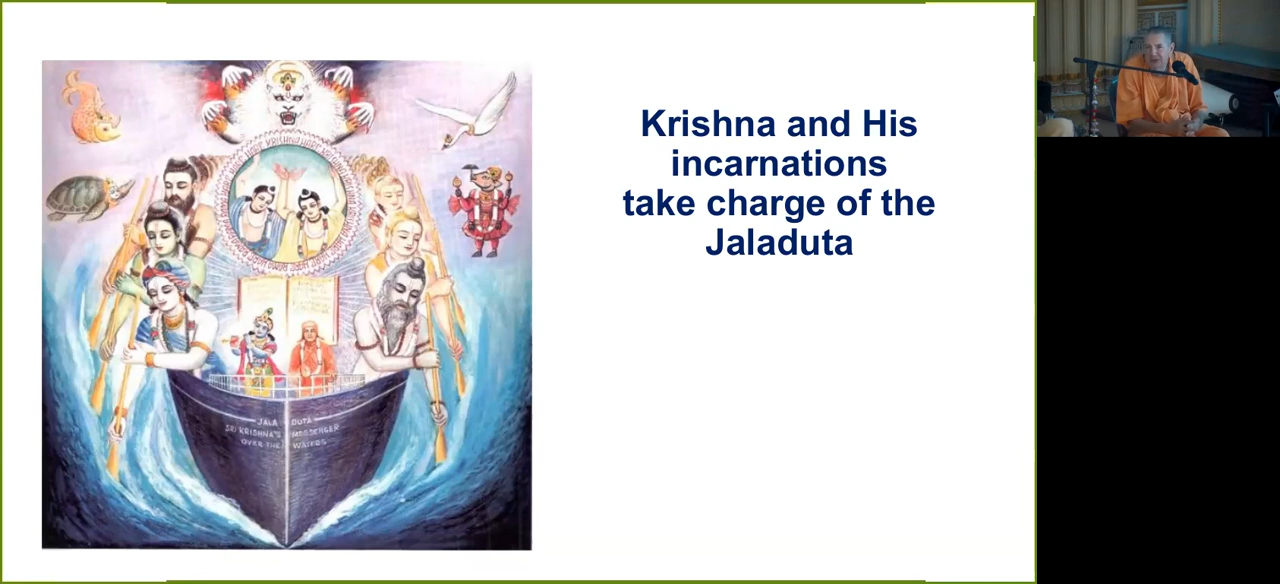 Krishna and His
incarnations
take charge of the
Jaladuta
JALA DUTA
SRI KRISHNA'S MESSENGER
OVER THE WATERS